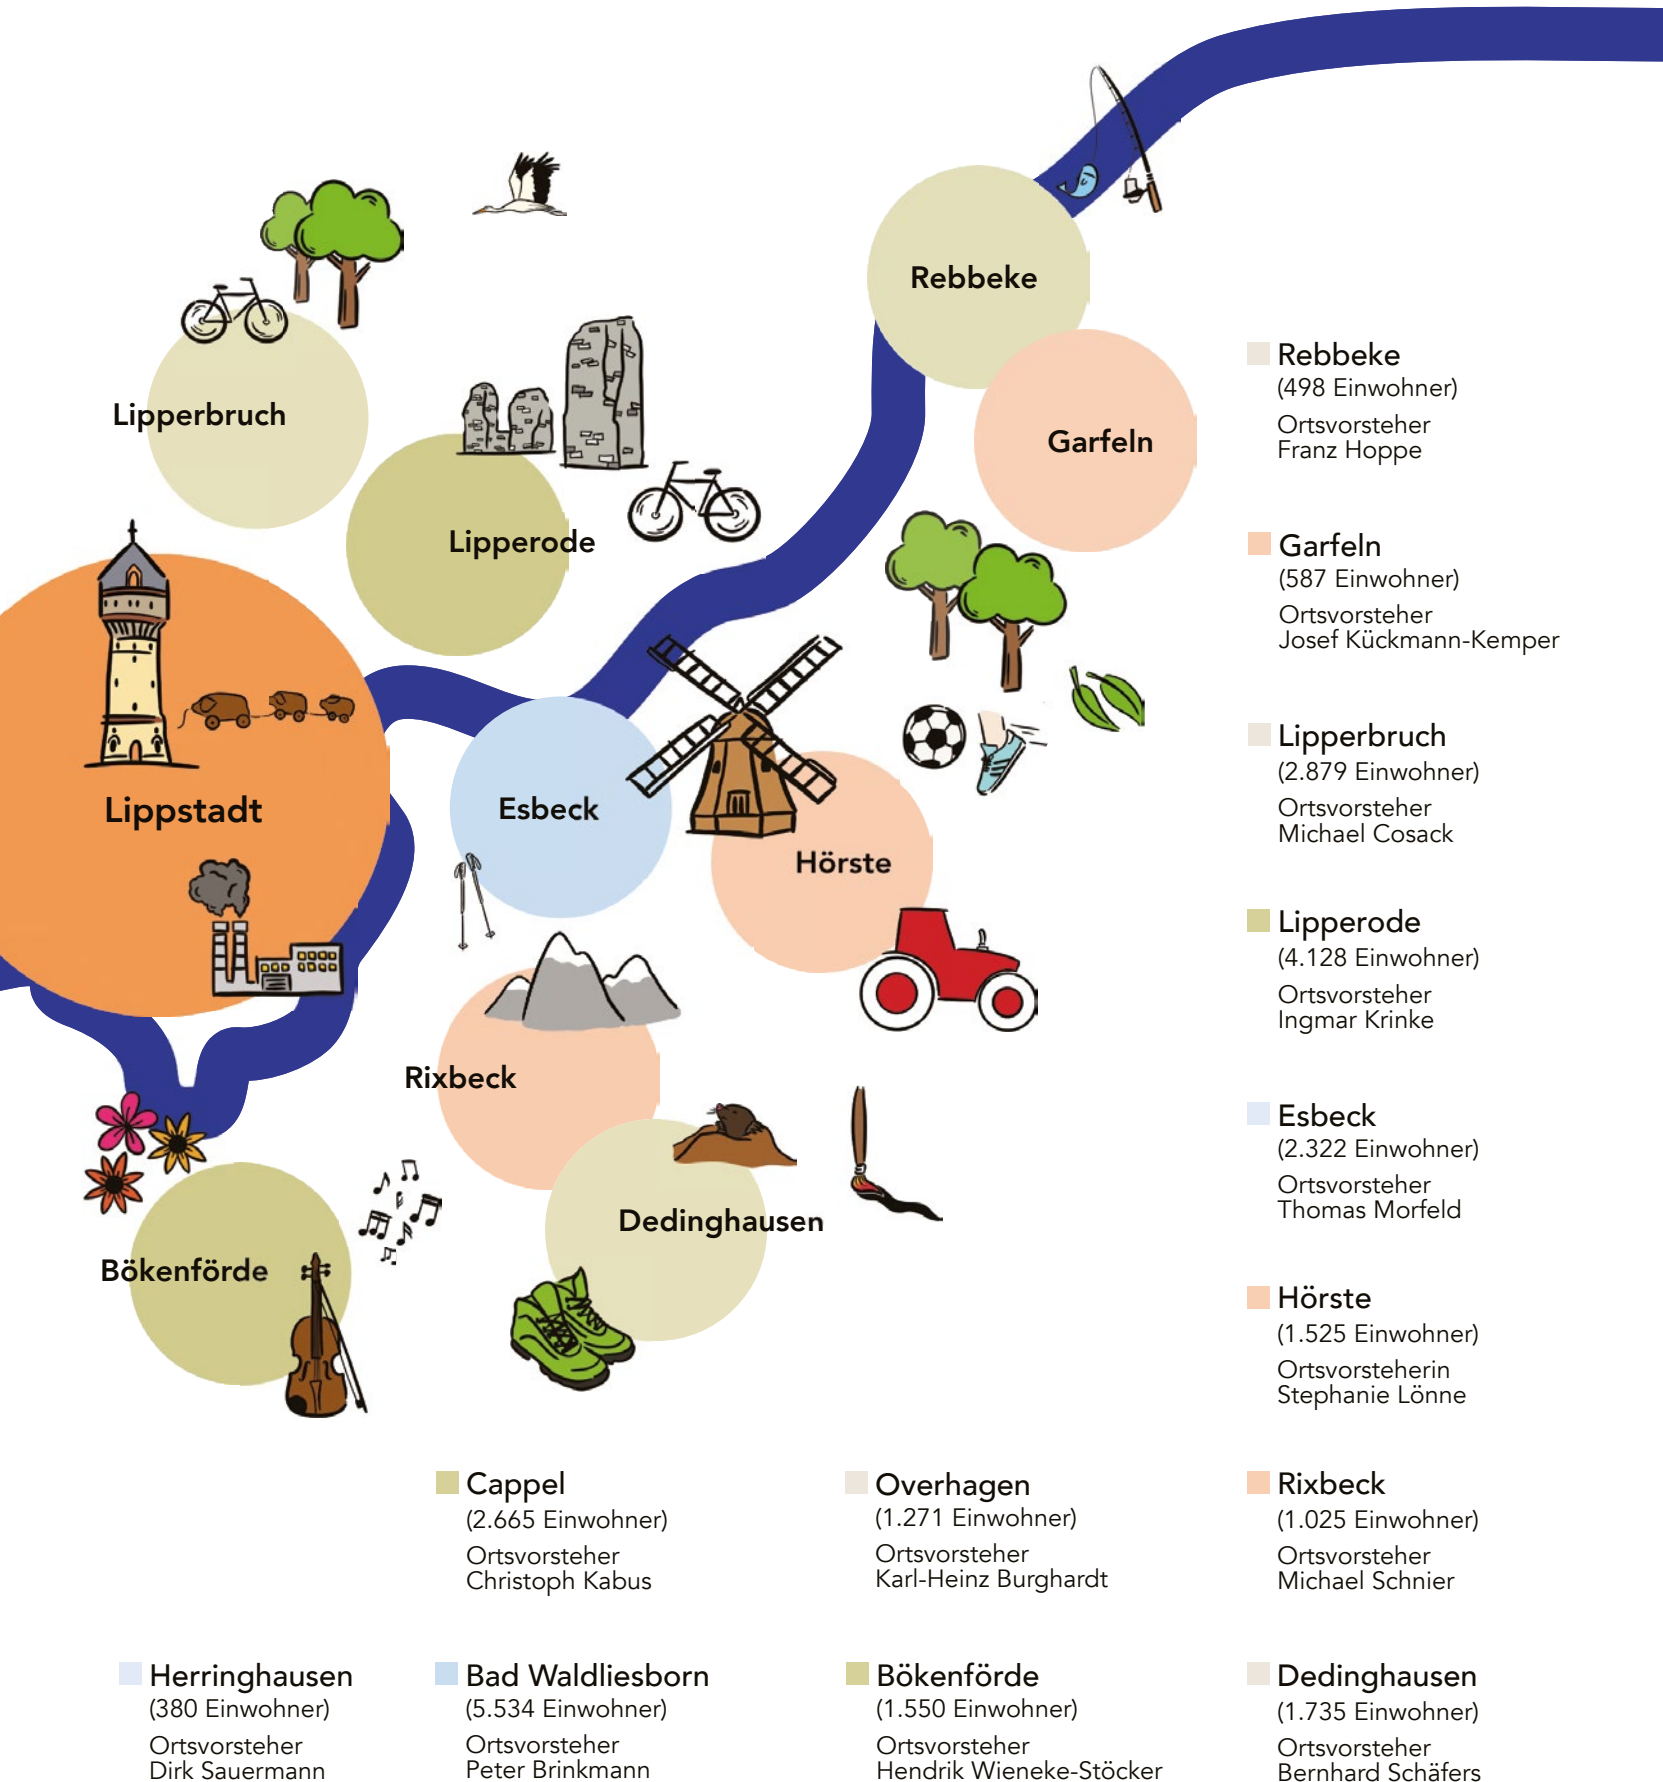 Rebbeke
Lipperbruch
Garfeln
Lipperode
Lippstadt
Esbeck
Hörste
Rixbeck
Dedinghausen
Bökenförde
Rebbeke
(498 Einwohner)
Ortsvorsteher
Franz Hoppe
Garfeln
(587 Einwohner)
Ortsvorsteher
Josef Kückmann-Kemper
Lipperbruch
(2.879 Einwohner)
Ortsvorsteher
Michael Cosack
Lipperode
(4.128 Einwohner)
Ortsvorsteher
Ingmar Krinke
Esbeck
(2.322 Einwohner)
Ortsvorsteher
Thomas Morfeld
Hörste
(1.525 Einwohner)
Ortsvorsteherin
Stephanie Lönne
Cappel
(2.665 Einwohner)
Ortsvorsteher
Christoph Kabus
Overhagen
(1.271 Einwohner)
Ortsvorsteher
Karl-Heinz Burghardt
Rixbeck
(1.025 Einwohner)
Ortsvorsteher
Michael Schnier
Herringhausen
(380 Einwohner)
Ortsvorsteher
Dirk Sauermann
Bad Waldliesborn
(5.534 Einwohner)
Ortsvorsteher
Peter Brinkmann
Bökenförde
(1.550 Einwohner)
Ortsvorsteher
Hendrik Wieneke-Stöcker
Dedinghausen
(1.735 Einwohner)
Ortsvorsteher
Bernhard Schäfers